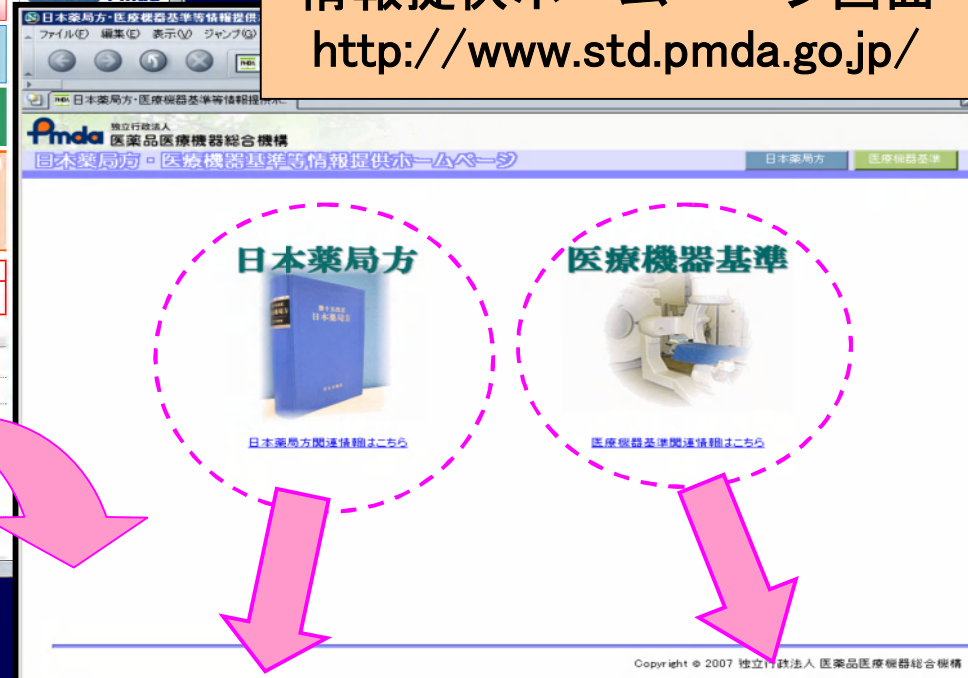 情報提供ホームページ画面
http://www.std.pmda.go.jp/
日本薬局方・医療機器基準等情報提供
ファイル(F) 編集(E) 表示(V) ジャンプ(G)
日本薬局方・医療機器基準等情報提供ホ...
Pmda 独立行政法人
医薬品医療機器総合機構
日本薬局方・医療機器基準等情報提供ホームページ
日本薬局方 医療機器基準
日本薬局方
医療機器基準
第十五改正
日本薬局方
日本薬局方関連情報はこちら
医療機器基準関連情報はこちら
Copyright © 2007 独立行政法人 医薬品医療機器総合機構